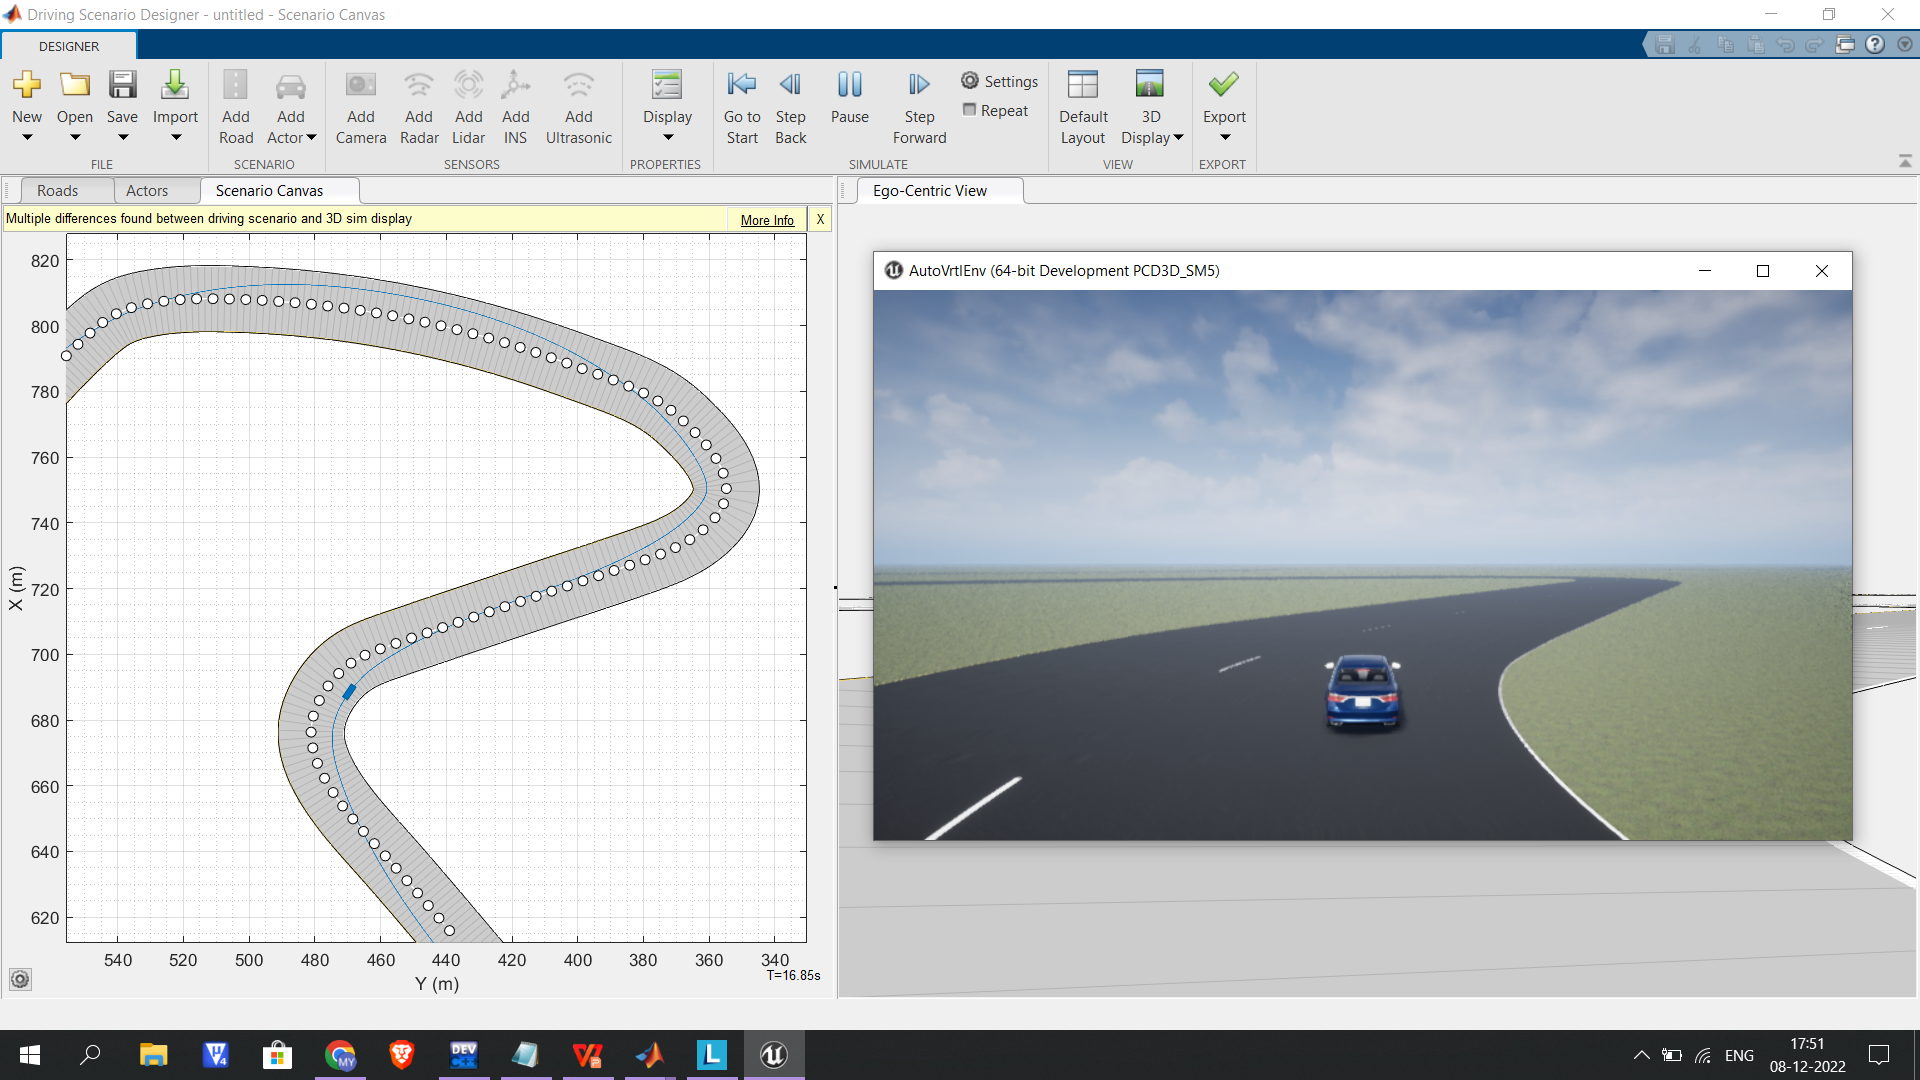 Driving Scenario Designer - untitled - Scenario Canvas
DESIGNER
New
Open
Save
Import
Add Road
Add Actor
Add Camera
Add Radar
Add Lidar
Add INS
Add Ultrasonic
Display
Go to Start
Step Back
Pause
Step Forward
Settings
Repeat
Default Layout
3D Display
Export
FILE
SCENARIO
SENSORS
PROPERTIES
SIMULATE
VIEW
EXPORT
Roads
Actors
Scenario Canvas
Ego-Centric View
Multiple differences found between driving scenario and 3D sim display
More Info
X
AutoVrtlEnv (64-bit Development PCD3D_SM5)
820
800
780
760
740
720
700
680
660
640
620
X (m)
540 520 500 480 460 440 420 400 380 360 340
T=16.85s
Y (m)
4
MY
DEV
C++
L
ENG
17:51
08-12-2022